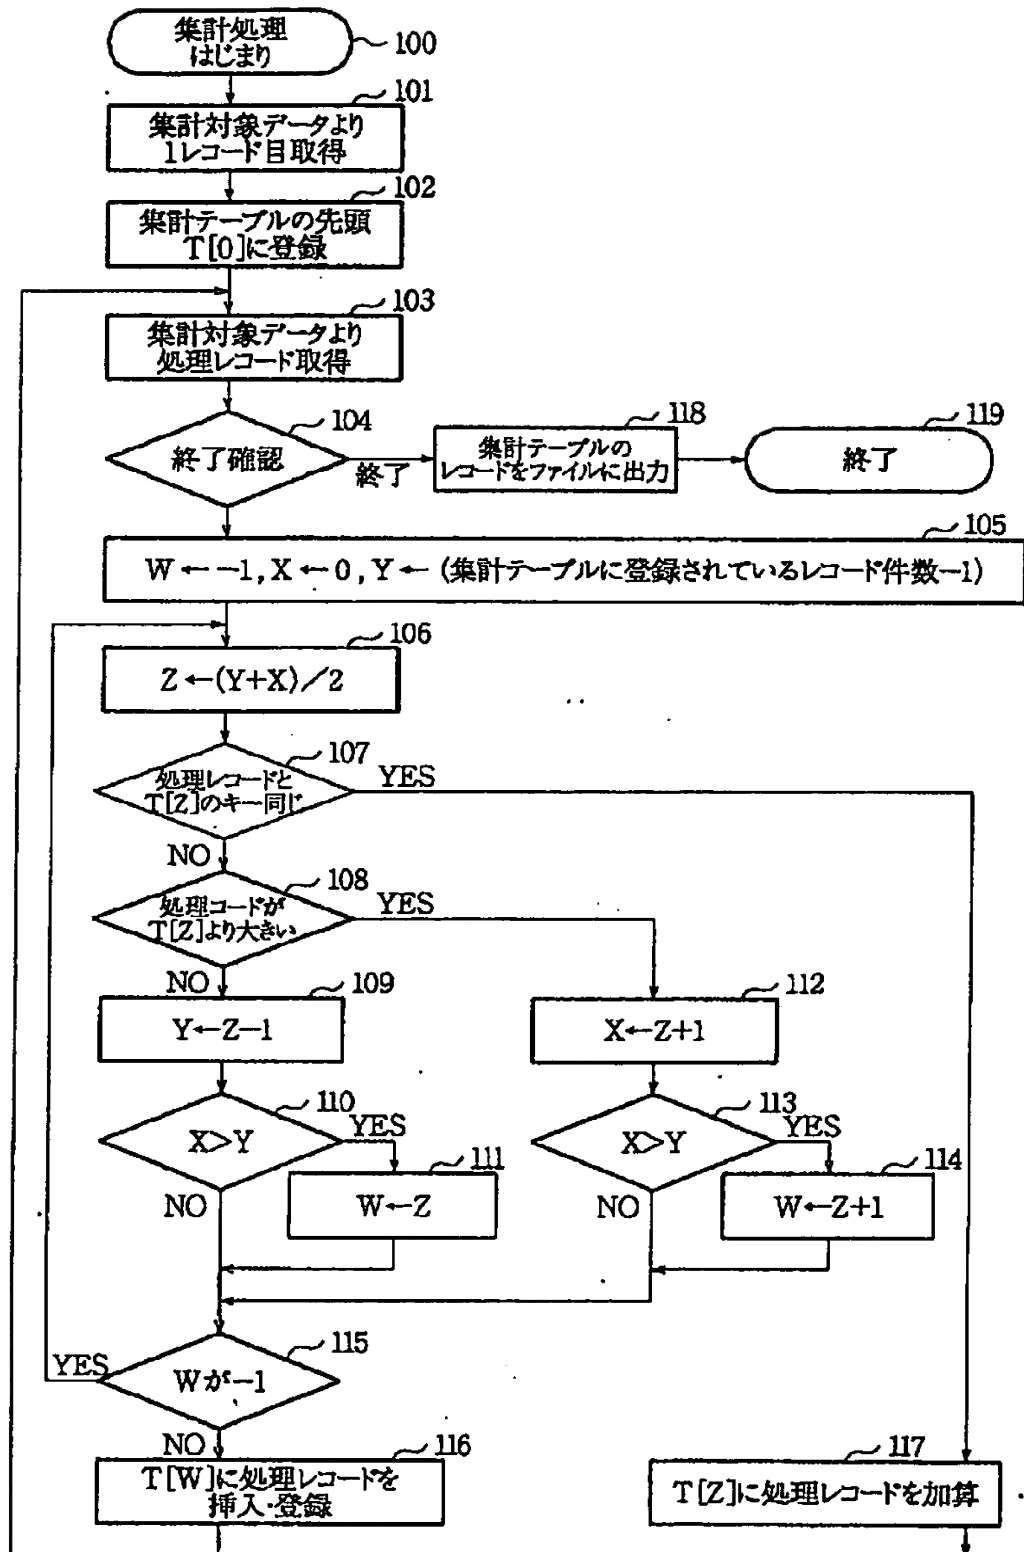 集計処理
はじまり
100
101
集計対象データより
1レコード目取得
102
集計テーブルの先頭
T[0]に登録
103
集計対象データより
処理レコード取得
104
終了確認
終了
118
集計テーブルの
レコードをファイルに出力
119
終了
105
W←-1,X←0,Y←(集計テーブルに登録されているレコード件数-1)
106
Z←(Y+X)/2
107
処理レコードと
T[Z]のキー同じ
YES
NO
108
処理コードが
T[Z]より大きい
YES
NO
109
Y←Z-1
112
X←Z+1
110
X>Y
YES
NO
111
W←Z
113
X>Y
YES
NO
114
W←Z+1
115
Wが-1
YES
NO
116
T[W]に処理レコードを
挿入・登録
117
T[Z]に処理レコードを加算